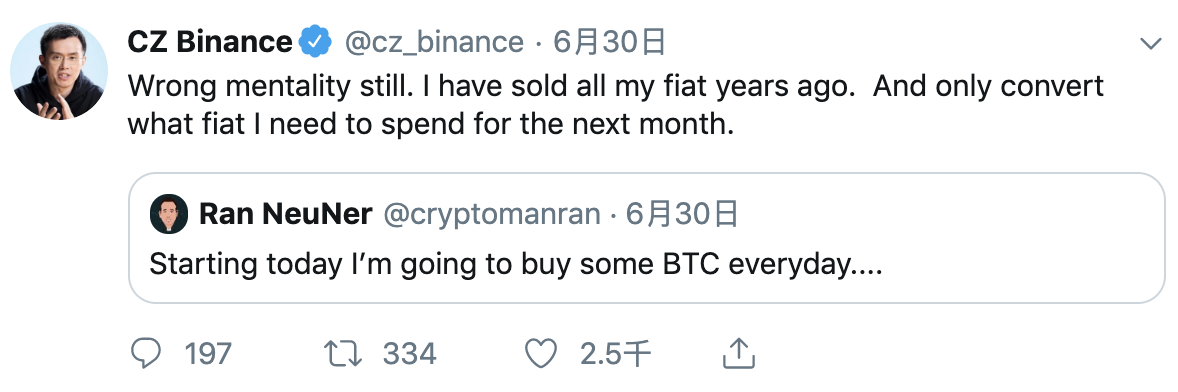 CZ Binance @cz_binance · 6月30日
Wrong mentality still. I have sold all my fiat years ago.  And only convert
what fiat I need to spend for the next month.
Ran NeuNer @cryptomanran · 6月30日
Starting today I’m going to buy some BTC everyday....
197 334 2.5千